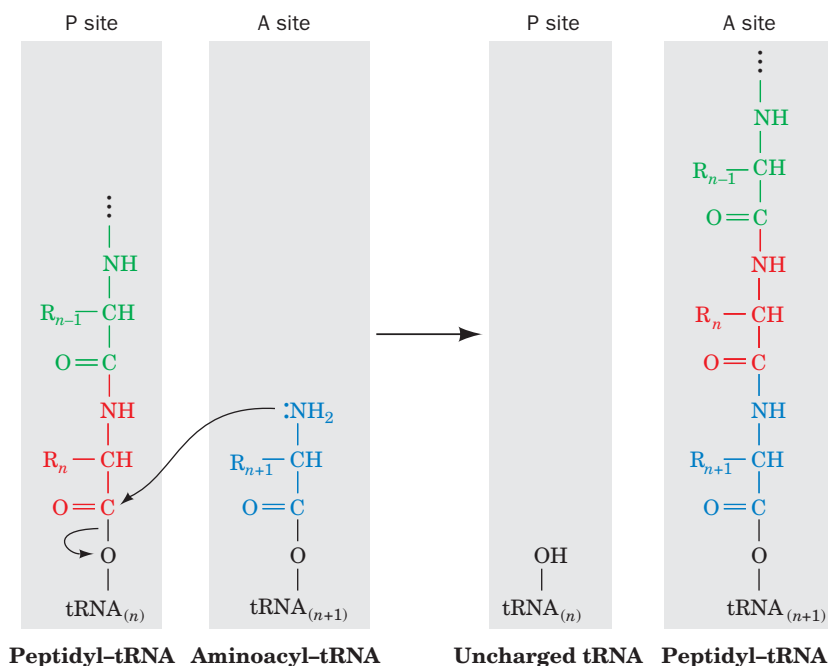 P site A site P site A site
NH
R_{n-1} CH
O=C
NH
R_n CH
O=C
O
tRNA_{(n)}
:NH₂
R_{n+1} CH
O=C
O
tRNA_{(n+1)}
OH
tRNA_{(n)}
NH
R_{n-1} CH
O=C
NH
R_n CH
O=C
NH
R_{n+1} CH
O=C
O
tRNA_{(n+1)}
Peptidyl–tRNA Aminoacyl–tRNA Uncharged tRNA Peptidyl–tRNA